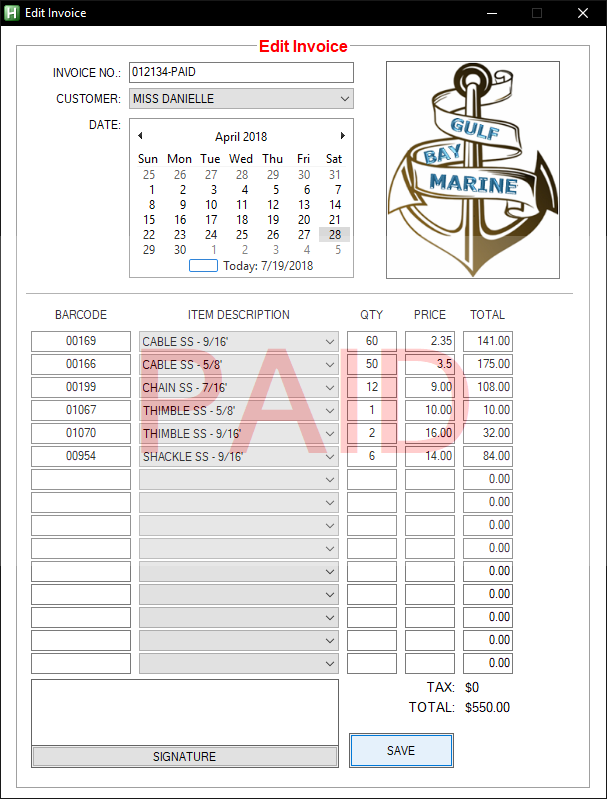 Edit Invoice
Edit Invoice
INVOICE NO.: 012134-PAID
CUSTOMER: MISS DANIELLE
DATE:
April 2018
Sun Mon Tue Wed Thu Fri Sat
25 26 27 28 29 30 31
1 2 3 4 5 6 7
8 9 10 11 12 13 14
15 16 17 18 19 20 21
22 23 24 25 26 27 28
29 30 1 2 3 4 5
Today: 7/19/2018
GULF
BAY
MARINE
BARCODE ITEM DESCRIPTION QTY PRICE TOTAL
00169 CABLE SS - 9/16' 60 2.35 141.00
00166 CABLE SS - 5/8' 50 3.5 175.00
00199 CHAIN SS - 7/16' 12 9.00 108.00
01067 THIMBLE SS - 5/8' 1 10.00 10.00
01070 THIMBLE SS - 9/16' 2 16.00 32.00
00954 SHACKLE SS - 9/16' 6 14.00 84.00
PAID
0.00
0.00
0.00
0.00
0.00
0.00
0.00
0.00
0.00
TAX: $0
TOTAL: $550.00
SIGNATURE
SAVE